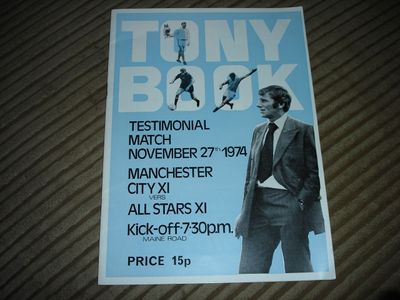 TONY
BOOK
TESTIMONIAL
MATCH
NOVEMBER 27th 1974
MANCHESTER
CITY XI
VERS
ALL STARS XI
Kick-off-7·30p.m.
MAINE ROAD
PRICE 15p